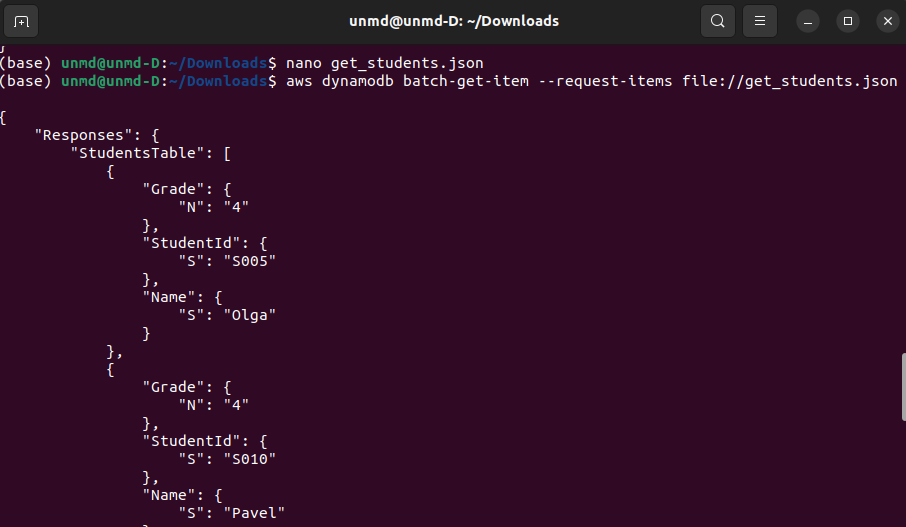 unmd@unmd-D: ~/Downloads
}
(base) unmd@unmd-D:~/Downloads$ nano get_students.json
(base) unmd@unmd-D:~/Downloads$ aws dynamodb batch-get-item --request-items file://get_students.json
{
    "Responses": {
        "StudentsTable": [
            {
                "Grade": {
                    "N": "4"
                },
                "StudentId": {
                    "S": "S005"
                },
                "Name": {
                    "S": "Olga"
                }
            },
            {
                "Grade": {
                    "N": "4"
                },
                "StudentId": {
                    "S": "S010"
                },
                "Name": {
                    "S": "Pavel"
                }